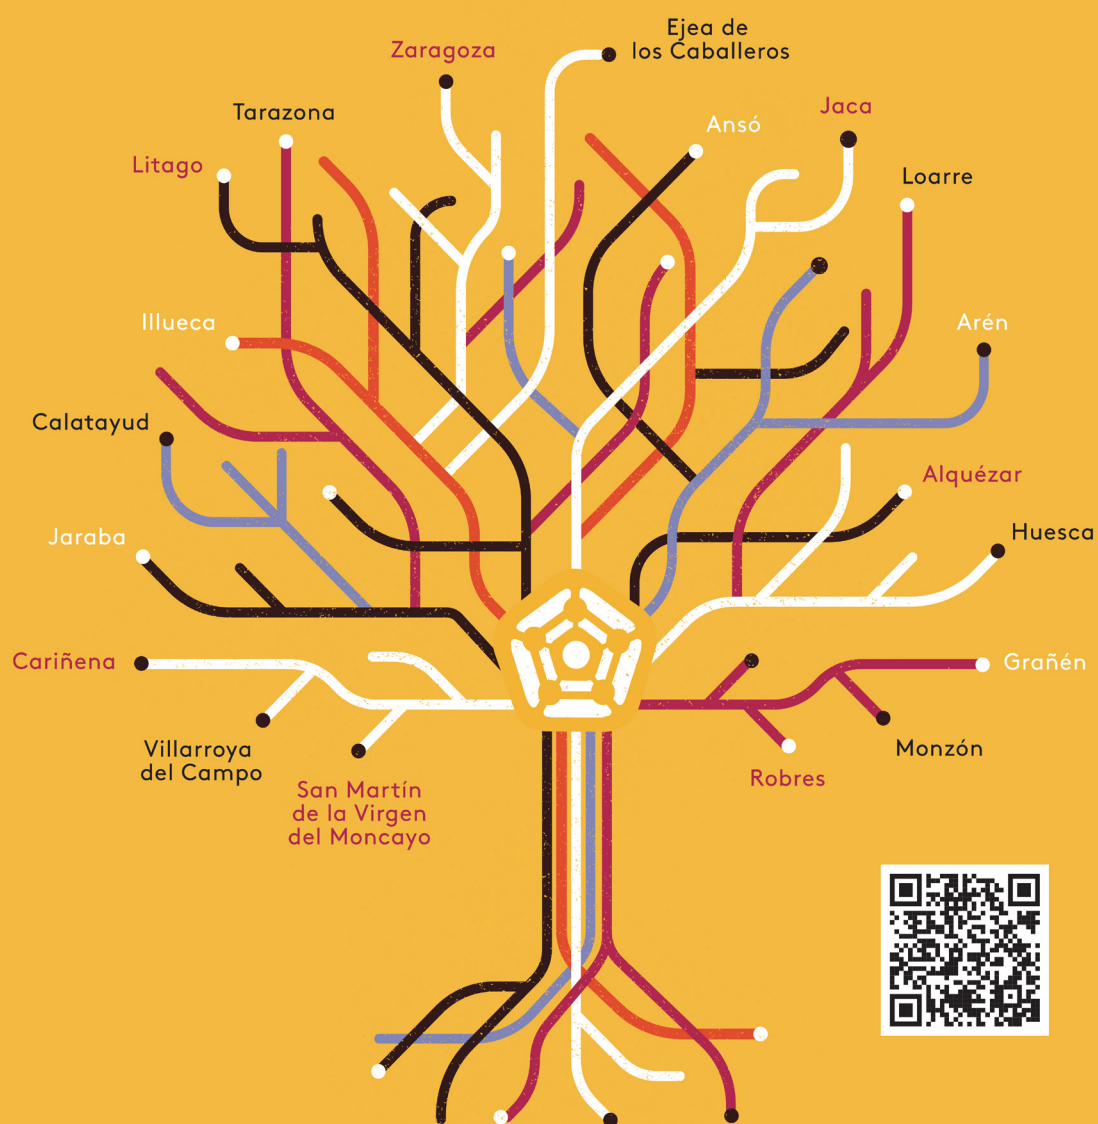 Ejea de
los Caballeros
Zaragoza
Jaca
Tarazona
Ansó
Litago
Loarre
Illueca
Arén
Calatayud
Alquézar
Huesca
Jaraba
Cariñena
Grañén
Villarroya
del Campo
Monzón
San Martín
de la Virgen
del Moncayo
Robres